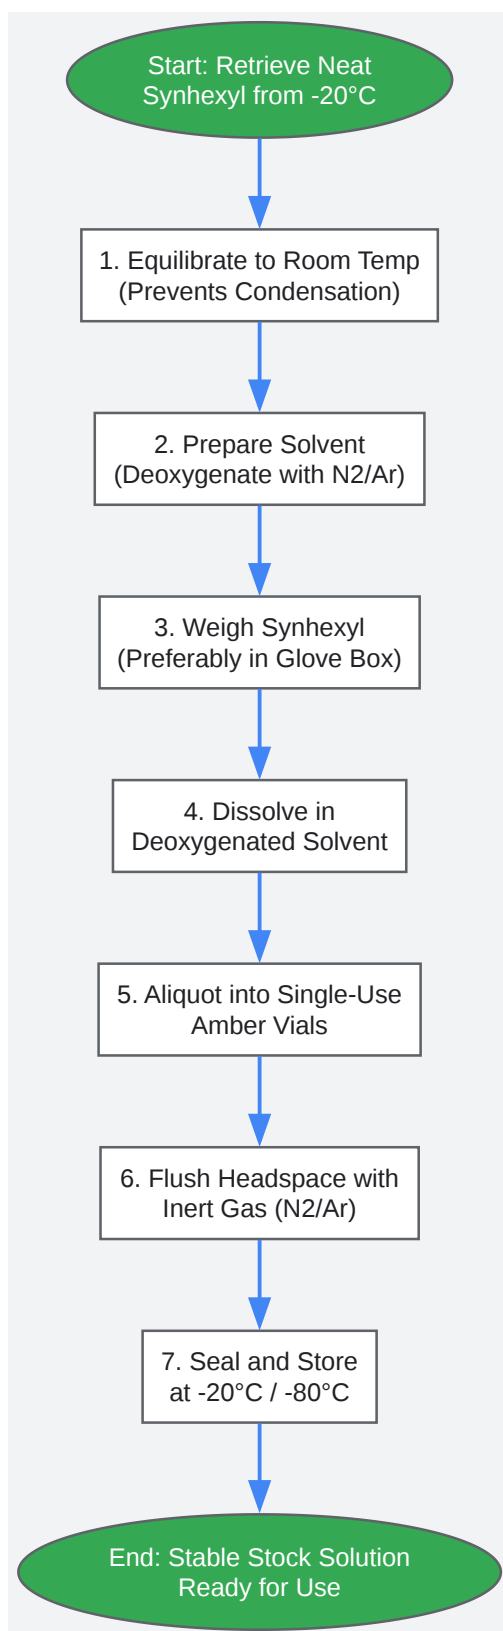 Start: Retrieve Neat
Synhexyl from -20°C
1. Equilibrate to Room Temp
(Prevents Condensation)
2. Prepare Solvent
(Deoxygenate with N2/Ar)
3. Weigh Synhexyl
(Preferably in Glove Box)
4. Dissolve in
Deoxygenated Solvent
5. Aliquot into Single-Use
Amber Vials
6. Flush Headspace with
Inert Gas (N2/Ar)
7. Seal and Store
at -20°C / -80°C
End: Stable Stock Solution
Ready for Use